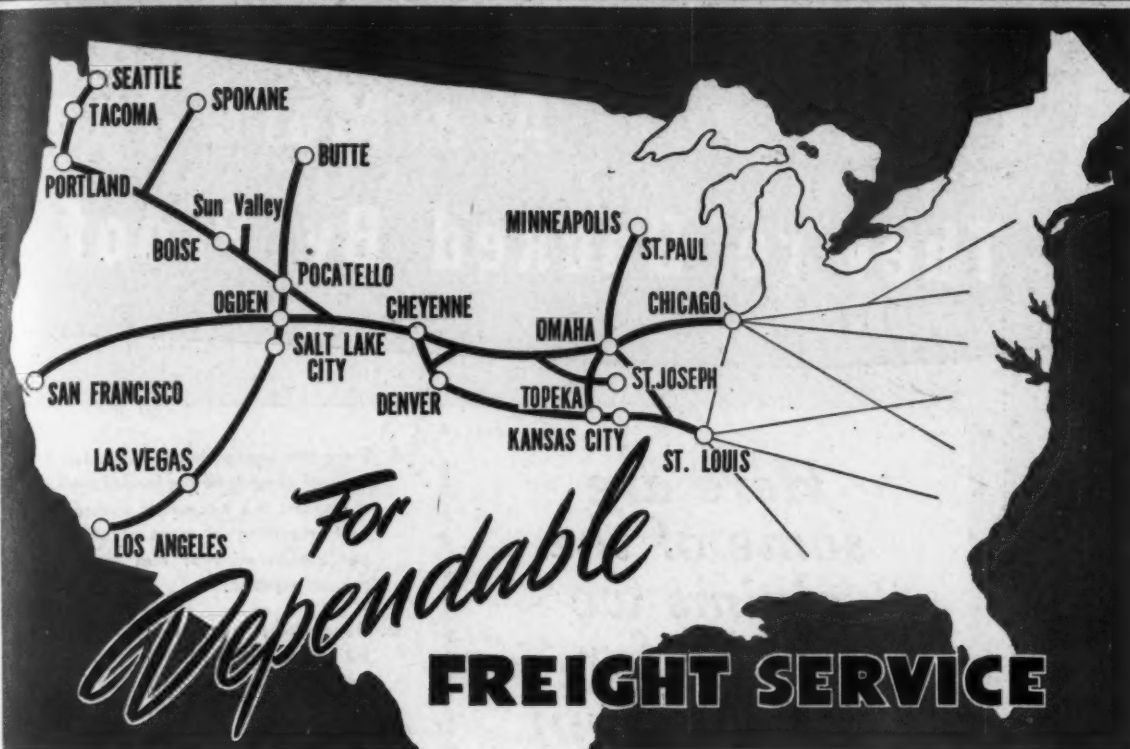 SEATTLE
TACOMA
SPOKANE
PORTLAND
BUTTE
Sun Valley
BOISE
POCATELLO
MINNEAPOLIS
ST. PAUL
OGDEN
CHEYENNE
CHICAGO
OMAHA
SALT LAKE
CITY
SAN FRANCISCO
DENVER
TOPEKA
ST. JOSEPH
KANSAS CITY
ST. LOUIS
LAS VEGAS
LOS ANGELES
For
Dependable
FREIGHT SERVICE